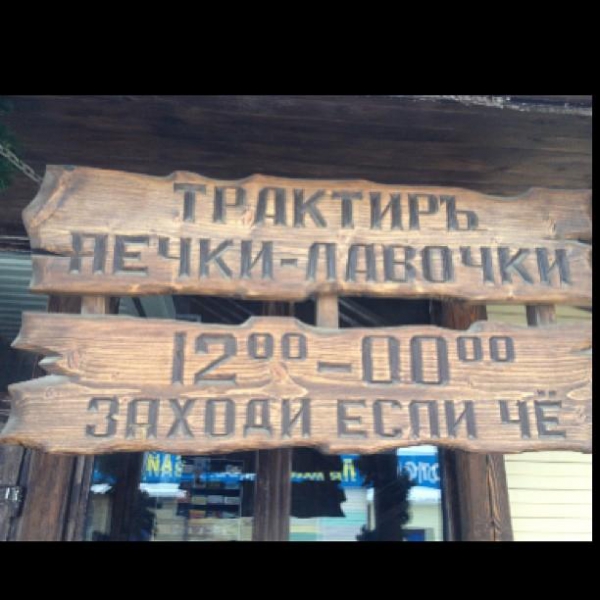 ТРАКТИРЪ
ПЕЧКИ-ЛАВОЧКИ
12⁰⁰-00⁰⁰
ЗАХОДИ ЕСЛИ ЧЁ